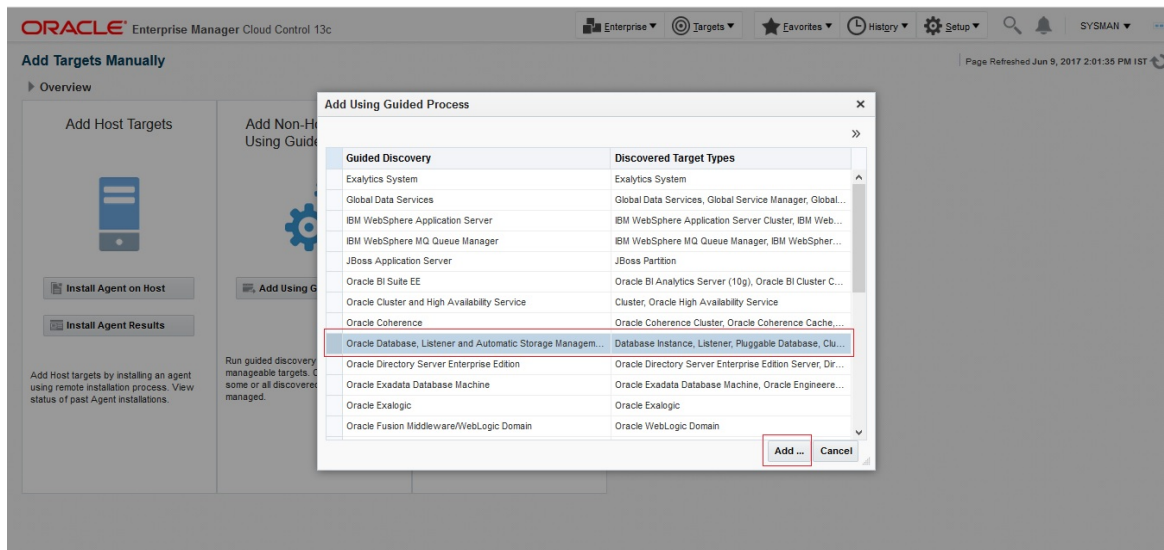 ORACLE Enterprise Manager Cloud Control 13c
Enterprise Targets Favorites History Setup SYSMAN
Add Targets Manually
Page Refreshed Jun 9, 2017 2:01:35 PM IST
Overview
Add Host Targets
Install Agent on Host
Install Agent Results
Add Host targets by installing an agent
using remote installation process. View
status of past Agent installations.
Add Non-H
Using Guide
Add Using G
Run guided discovery
manageable targets.
some or all discovered
managed.
Add Using Guided Process
Guided Discovery Discovered Target Types
Exalytics System Exalytics System
Global Data Services Global Data Services, Global Service Manager, Global...
IBM WebSphere Application Server IBM WebSphere Application Server Cluster, IBM Web...
IBM WebSphere MQ Queue Manager IBM WebSphere MQ Queue Manager, IBM WebSpher...
JBoss Application Server JBoss Partition
Oracle BI Suite EE Oracle BI Analytics Server (10g), Oracle BI Cluster C...
Oracle Cluster and High Availability Service Cluster, Oracle High Availability Service
Oracle Coherence Oracle Coherence Cluster, Oracle Coherence Cache,...
Oracle Database, Listener and Automatic Storage Managem... Database Instance, Listener, Pluggable Database, Clu...
Oracle Directory Server Enterprise Edition Oracle Directory Server Enterprise Edition Server, Dir...
Oracle Exadata Database Machine Oracle Exadata Database Machine, Oracle Engineere...
Oracle Exalogic Oracle Exalogic
Oracle Fusion Middleware/WebLogic Domain Oracle WebLogic Domain
Add ... Cancel